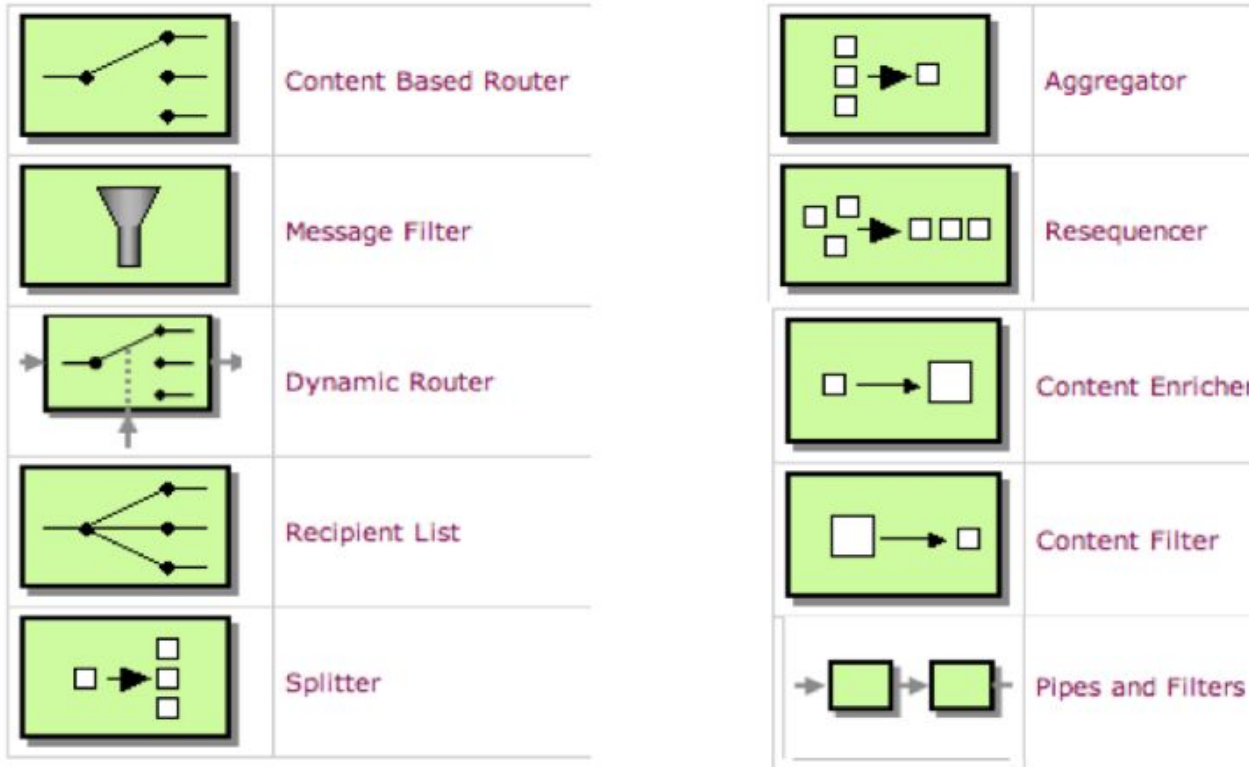 Content Based Router
Message Filter
Dynamic Router
Recipient List
Splitter
Aggregator
Resequencer
Content Enricher
Content Filter
Pipes and Filters